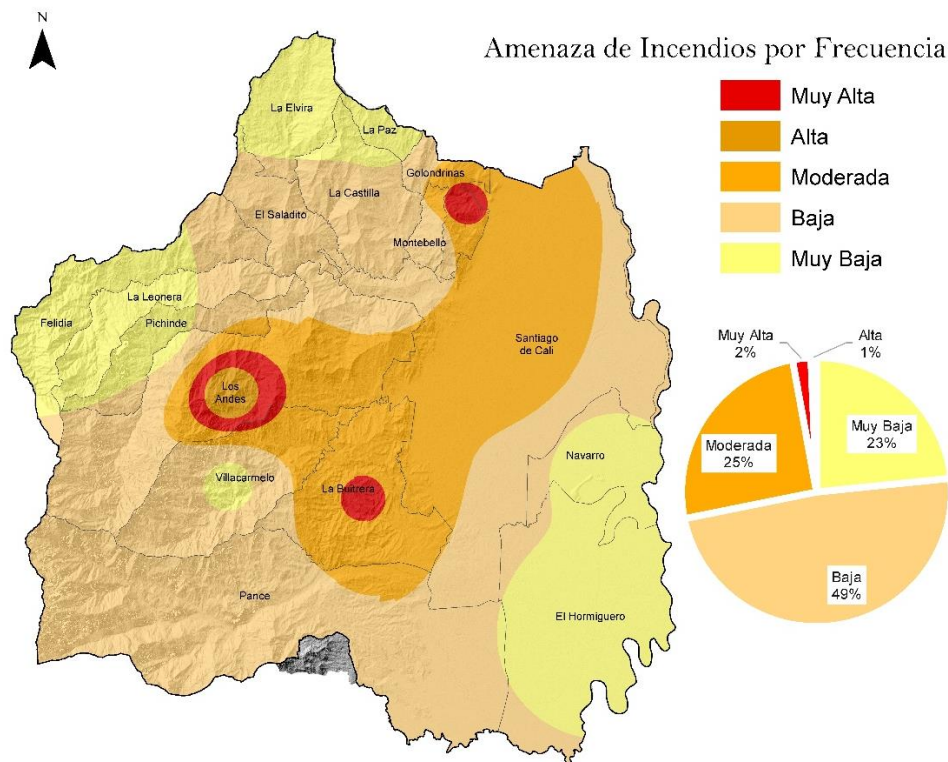 N
Amenaza de Incendios por Frecuencia
Muy Alta
Alta
Moderada
Baja
Muy Baja
La Elvira
La Paz
Golondrinas
La Castilla
El Saladito
Montebello
La Leonera
Felidia
Pichinde
Santiago
de Cali
Los
Andes
Navarro
Villacarmelo
La Buitrera
Pance
El Hormiguero
Muy Alta
2%
Alta
1%
Muy Baja
23%
Moderada
25%
Baja
49%